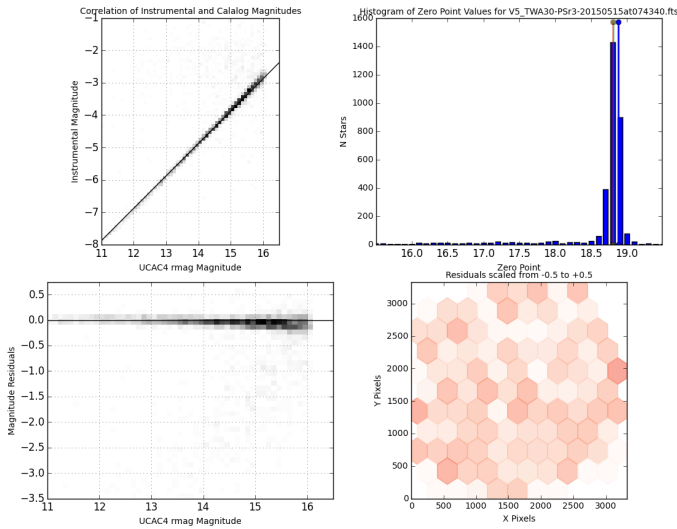 Correlation of Instrumental and Calalog Magnitudes
Instrumental Magnitude
−1
−2
−3
−4
−5
−6
−7
−8
11 12 13 14 15 16
UCAC4 rmag Magnitude
Histogram of Zero Point Values for V5_TWA30-PSr3-20150515at074340.fts
N Stars
1600
1400
1200
1000
800
600
400
200
0
16.0 16.5 17.0 17.5 18.0 18.5 19.0
Zero Point
Magnitude Residuals
0.5
0.0
−0.5
−1.0
−1.5
−2.0
−2.5
−3.0
−3.5
11 12 13 14 15 16
UCAC4 rmag Magnitude
Residuals scaled from -0.5 to +0.5
Y Pixels
3000
2500
2000
1500
1000
500
0
0 500 1000 1500 2000 2500 3000
X Pixels